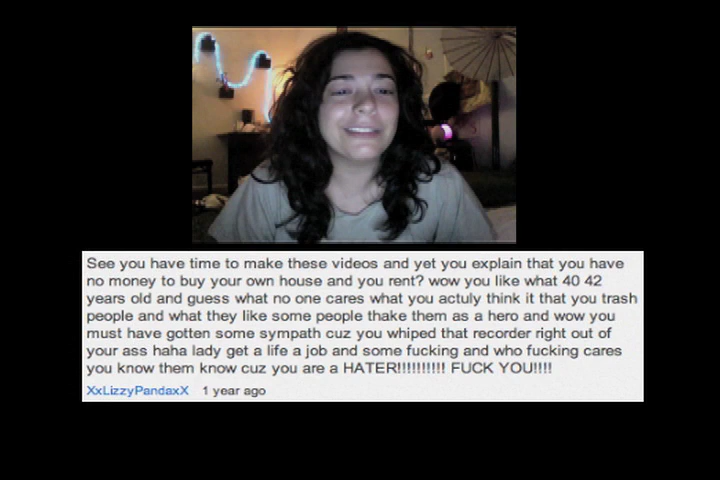 See you have time to make these videos and yet you explain that you have
no money to buy your own house and you rent? wow you like what 40 42
years old and guess what no one cares what you actuly think it that you trash
people and what they like some people thake them as a hero and wow you
must have gotten some sympath cuz you whiped that recorder right out of
your ass haha lady get a life a job and some fucking and who fucking cares
you know them know cuz you are a HATER!!!!!!!!!! FUCK YOU!!!!
XxLizzyPandaxX 1 year ago